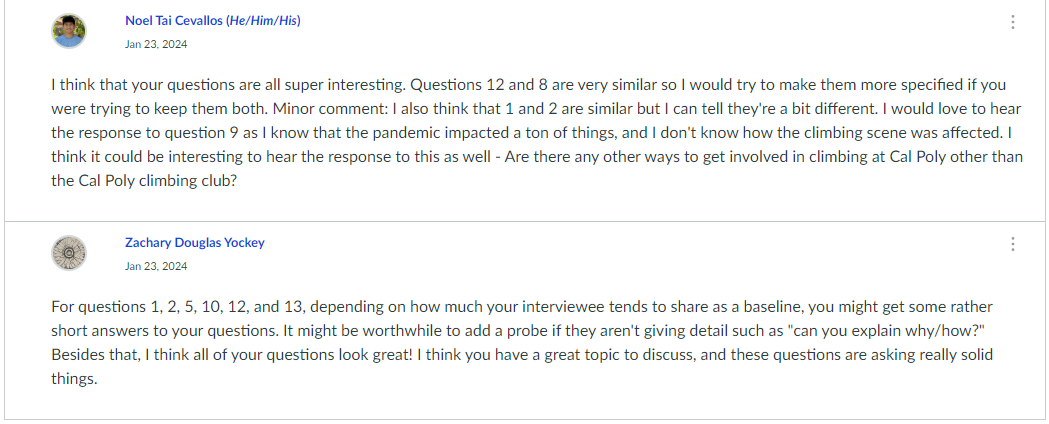 Noel Tai Cevallos (He/Him/His)
Jan 23, 2024
I think that your questions are all super interesting. Questions 12 and 8 are very similar so I would try to make them more specified if you
were trying to keep them both. Minor comment: I also think that 1 and 2 are similar but I can tell they're a bit different. I would love to hear
the response to question 9 as I know that the pandemic impacted a ton of things, and I don't know how the climbing scene was affected. I
think it could be interesting to hear the response to this as well - Are there any other ways to get involved in climbing at Cal Poly other than
the Cal Poly climbing club?
Zachary Douglas Yockey
Jan 23, 2024
For questions 1, 2, 5, 10, 12, and 13, depending on how much your interviewee tends to share as a baseline, you might get some rather
short answers to your questions. It might be worthwhile to add a probe if they aren't giving detail such as "can you explain why/how?"
Besides that, I think all of your questions look great! I think you have a great topic to discuss, and these questions are asking really solid
things.